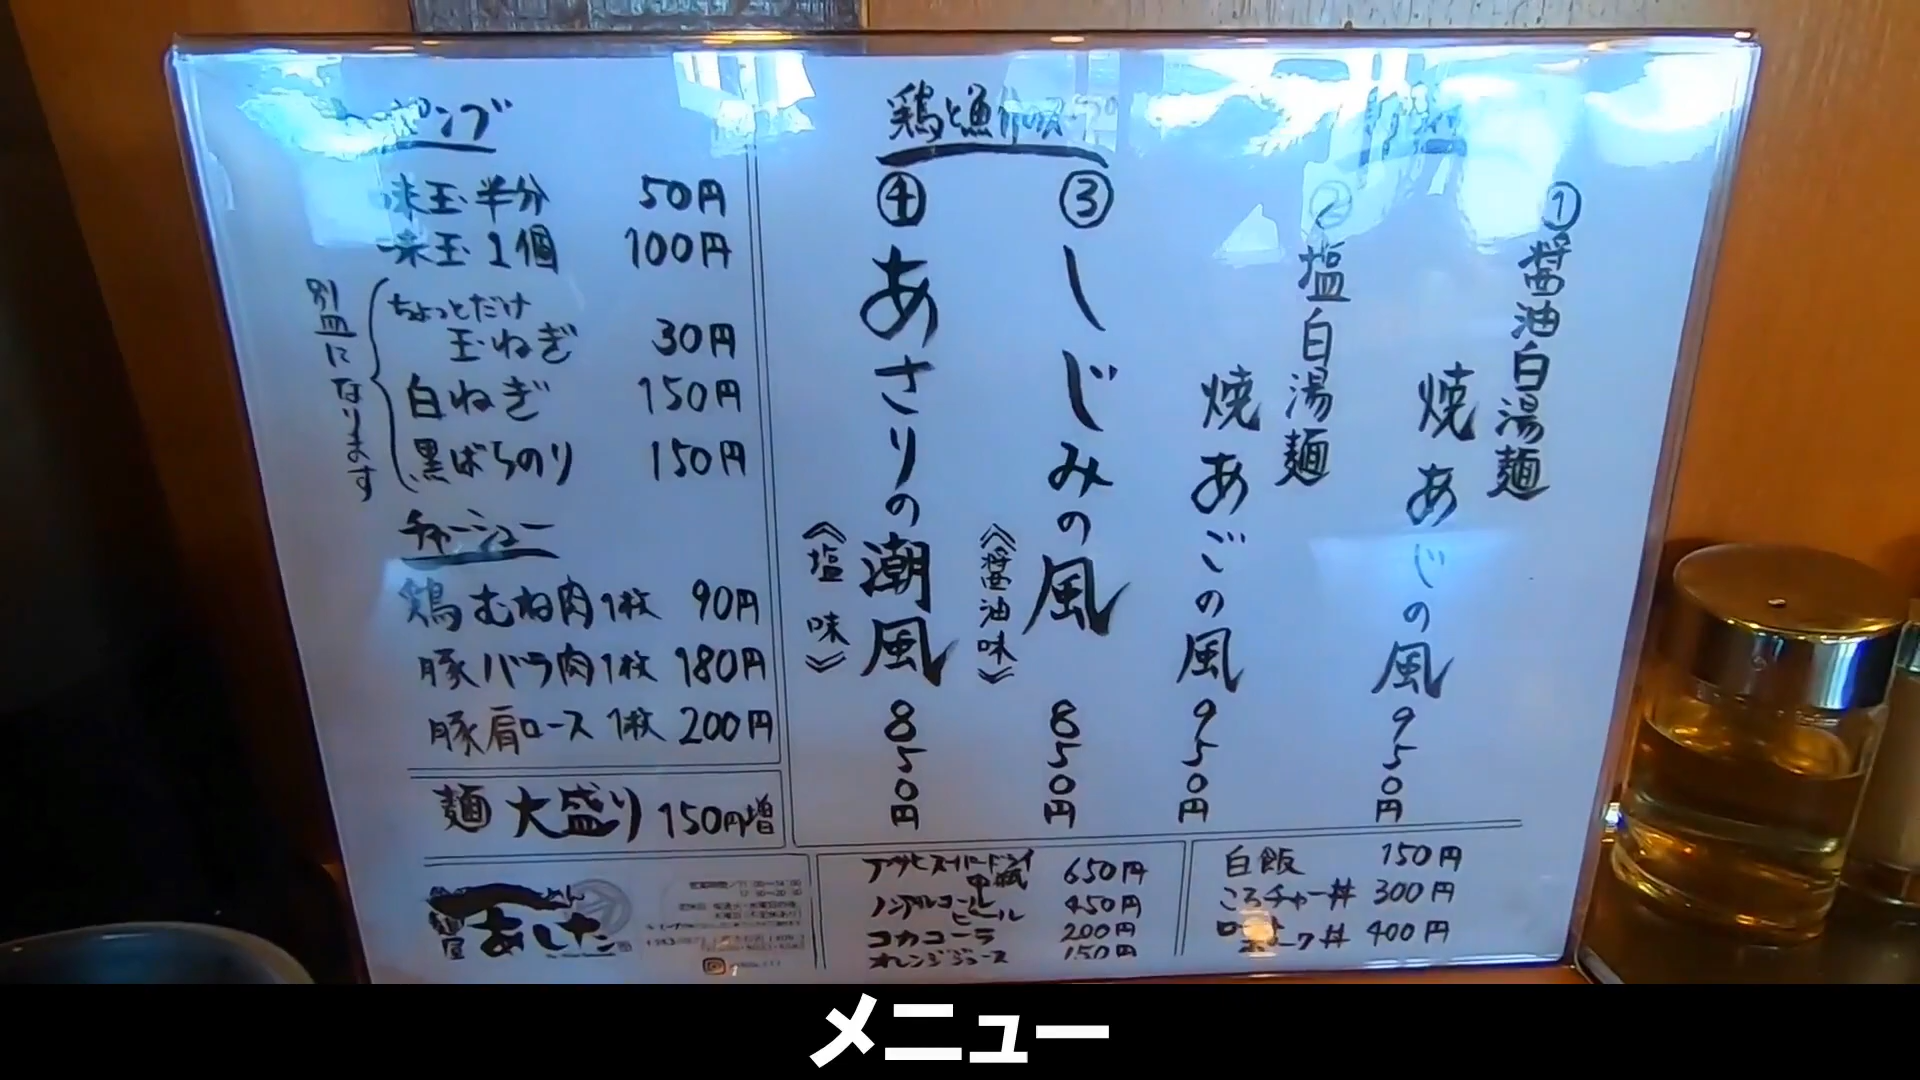 ①醤油白湯麺
焼あじの風 950円
②塩白湯麺
焼あごの風 950円
鶏と魚介の
③しじみの風 850円
《醤油味》
④あさりの潮風 850円
《塩味》
ピング
味玉半分 50円
味玉1個 100円
ちょっとだけ
玉ねぎ 30円
白ねぎ 150円
黒ばらのり 150円
別皿になります
チャーシュー
鶏むね肉1枚 90円
豚バラ肉1枚 180円
豚肩ロース1枚 200円
麺大盛り 150円増
あした
アサヒスーパードライ
中瓶 650円
ノンアルコール
ビール 450円
コカコーラ 200円
オレンジジュース 150円
白飯 150円
ころチャー丼 300円
ーク丼 400円
メニュー